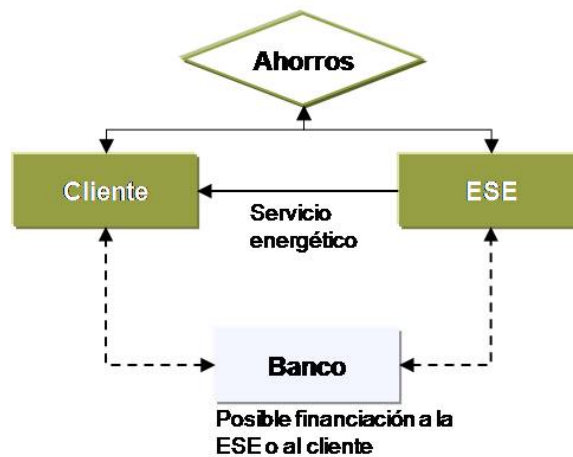 Ahorros
Cliente
ESE
Servicio
energético
Banco
Posible financiación a la
ESE o al cliente